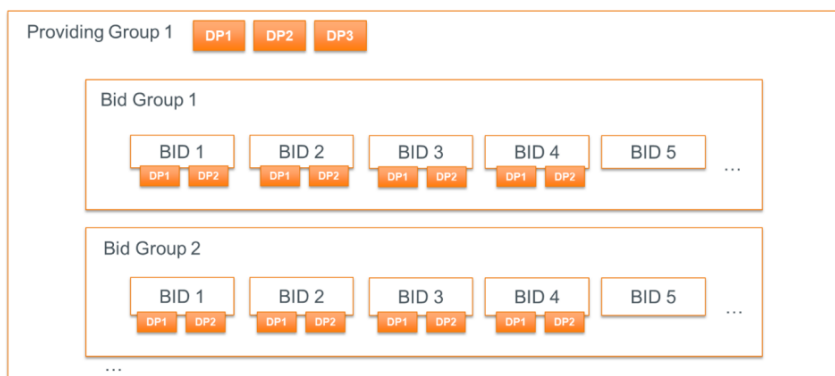 Providing Group 1 DP1 DP2 DP3
Bid Group 1
BID 1 BID 2 BID 3 BID 4 BID 5
DP1 DP2 DP1 DP2 DP1 DP2 DP1 DP2 ...
Bid Group 2
BID 1 BID 2 BID 3 BID 4 BID 5
DP1 DP2 DP1 DP2 DP1 DP2 DP1 DP2 ...
...